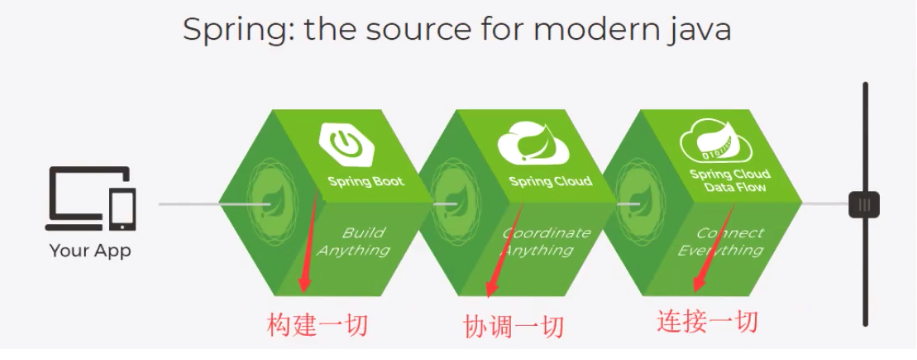 Spring: the source for modern java
Your App
Spring Boot
Build
Anything
构建一切
Spring Cloud
Coordinate
Anything
协调一切
Spring Cloud
Data Flow
Connect
Everything
连接一切